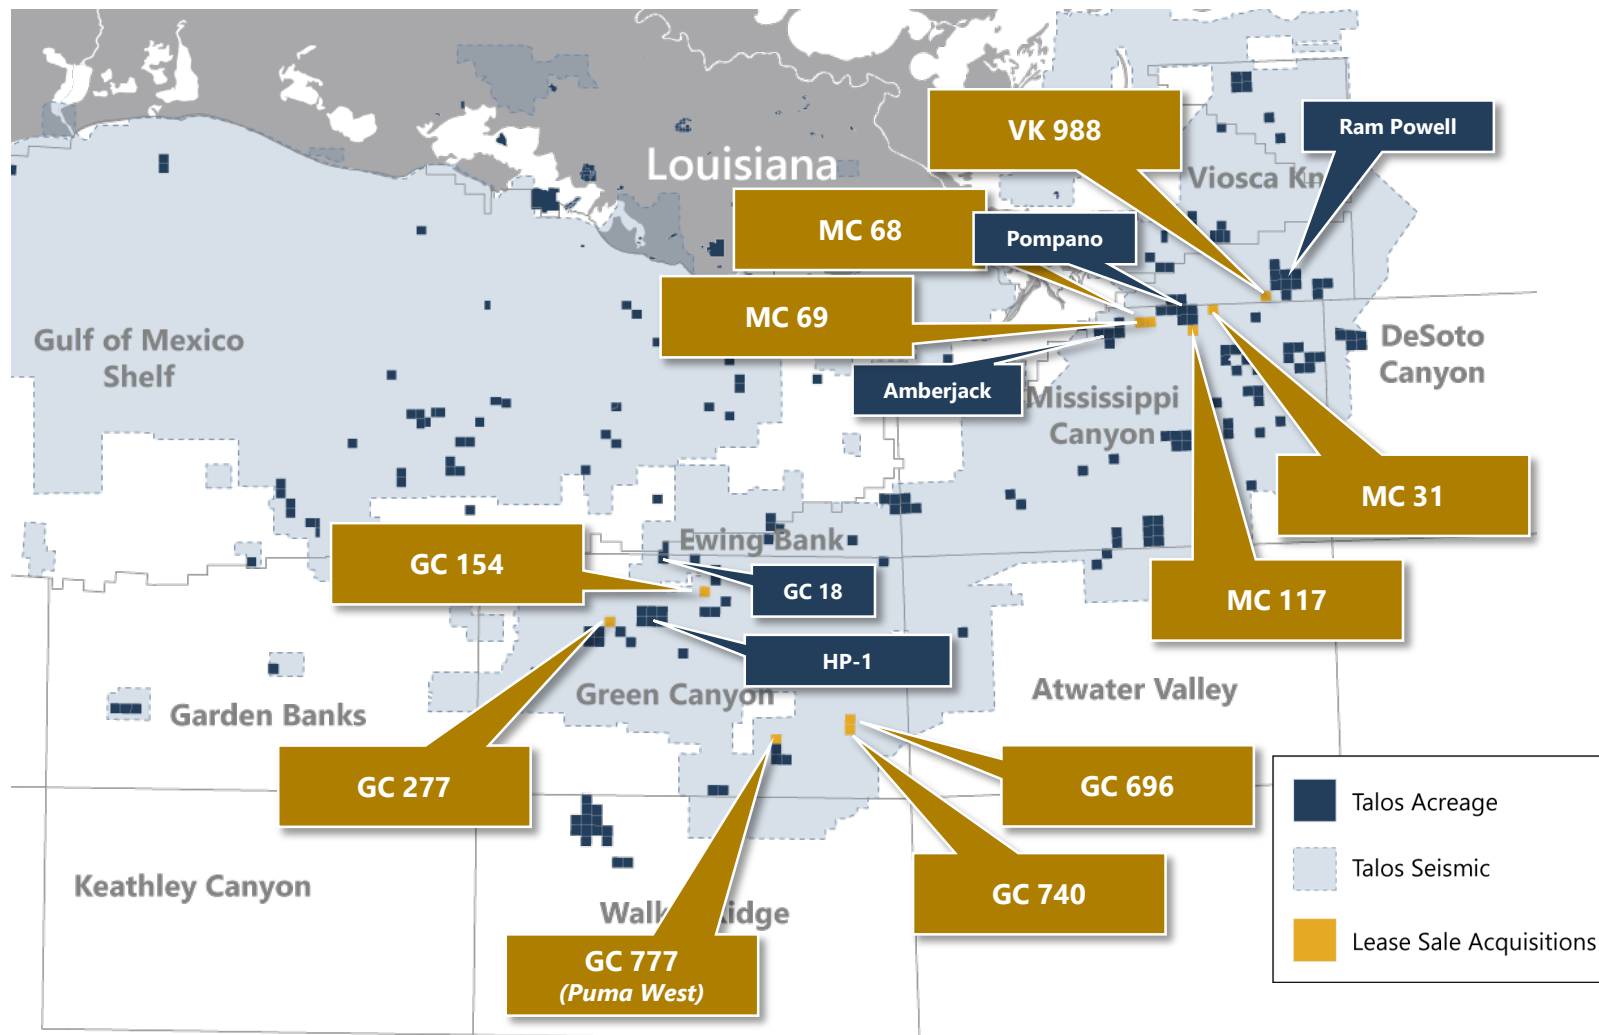 VK 988
Ram Powell
Louisiana
Viosca Kn
MC 68
Pompano
MC 69
Gulf of Mexico
Shelf
DeSoto
Canyon
Amberjack
Mississippi
Canyon
MC 31
Ewing Bank
GC 154
GC 18
MC 117
HP-1
Green Canyon
Atwater Valley
Garden Banks
GC 277
GC 696
Talos Acreage
Talos Seismic
Lease Sale Acquisitions
Keathley Canyon
GC 740
Walk idge
GC 777
(Puma West)